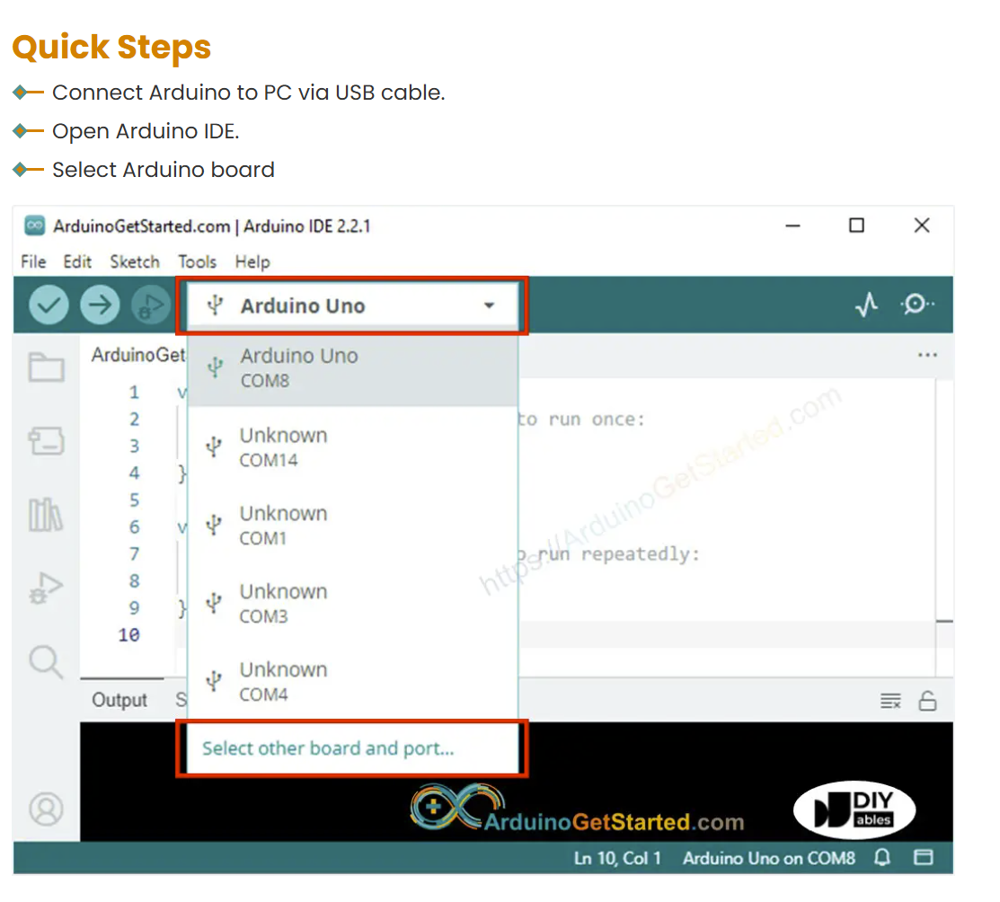 Quick Steps
Connect Arduino to PC via USB cable.
Open Arduino IDE.
Select Arduino board
ArduinoGetStarted.com | Arduino IDE 2.2.1
File Edit Sketch Tools Help
Arduino Uno
ArduinoGet
Arduino Uno
COM8
1 v
2 to run once:
Unknown
3
COM14
4 }
5
Unknown
6 v
COM1
7 o run repeatedly:
8
Unknown
9 }
COM3
10
https://ArduinoGetStarted.com
Unknown
COM4
Output S
Select other board and port...
ArduinoGetStarted.com
DIY
ables
Ln 10, Col 1 Arduino Uno on COM8